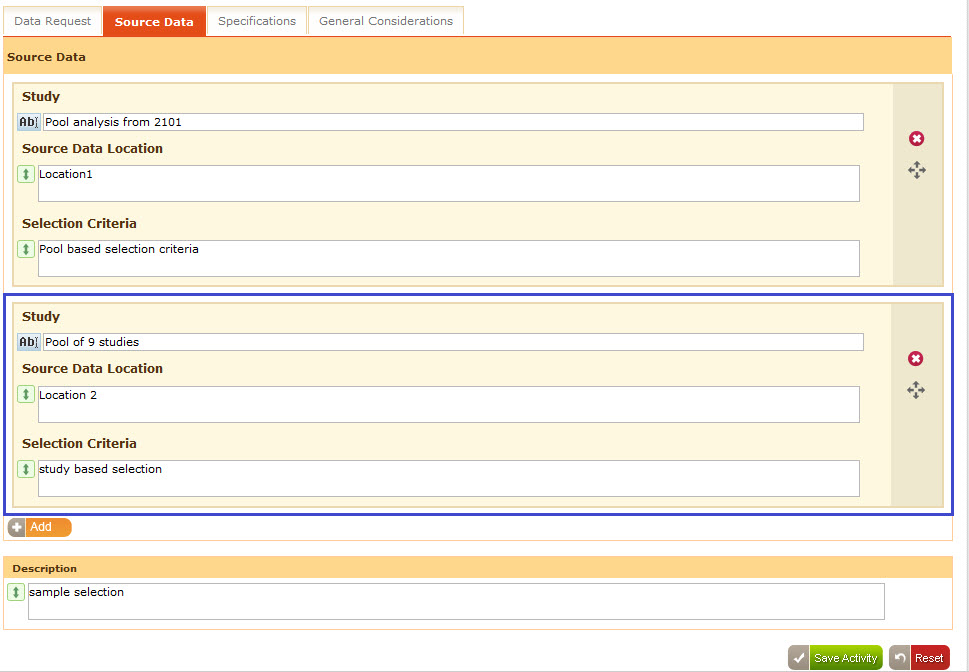 Data Request Source Data Specifications General Considerations
Source Data
Study
Ab Pool analysis from 2101
Source Data Location
Location1
Selection Criteria
Pool based selection criteria
Study
Ab Pool of 9 studies
Source Data Location
Location 2
Selection Criteria
study based selection
Add
Description
sample selection
Save Activity Reset